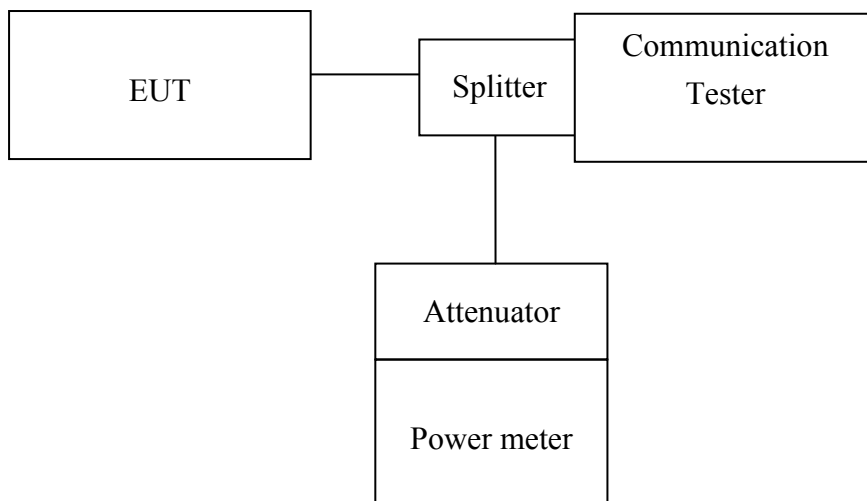 EUT
Splitter
Communication
Tester
Attenuator
Power meter